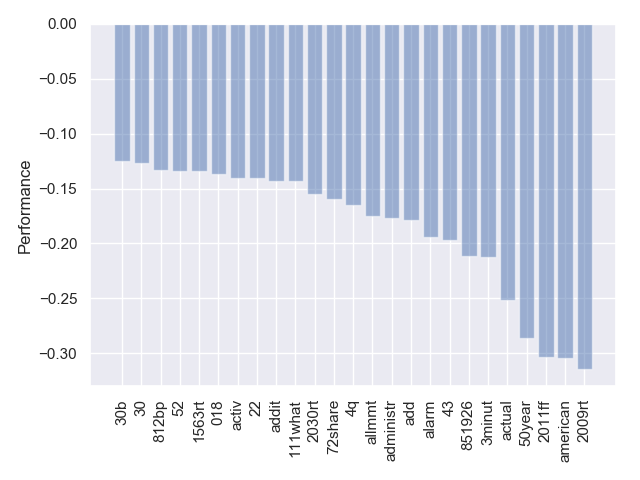 0.00
−0.05
−0.10
−0.15
−0.20
−0.25
−0.30
Performance
30b
30
812bp
52
1563rt
018
activ
22
addit
111what
2030rt
72share
4q
allmmt
administr
add
alarm
43
851926
3minut
actual
50year
2011ff
american
2009rt